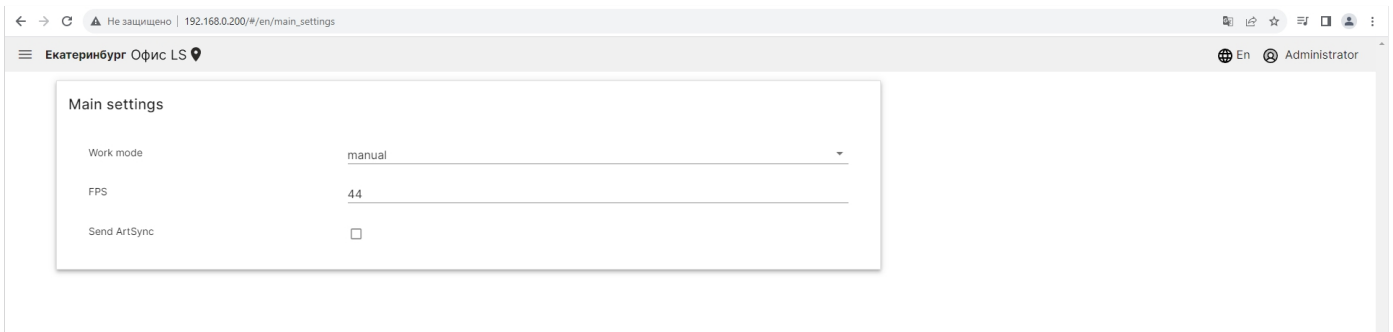 Не защищено 192.168.0.200/#/en/main_settings
Екатеринбург Офис LS En Administrator
Main settings
Work mode manual
FPS 44
Send ArtSync